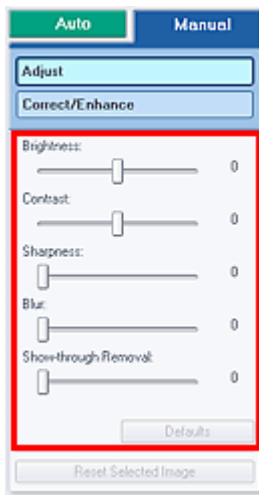 Auto Manual
Adjust
Correct/Enhance
Brightness:
0
Contrast:
0
Sharpness:
0
Blur:
0
Show-through Removal:
0
Defaults
Reset Selected Image